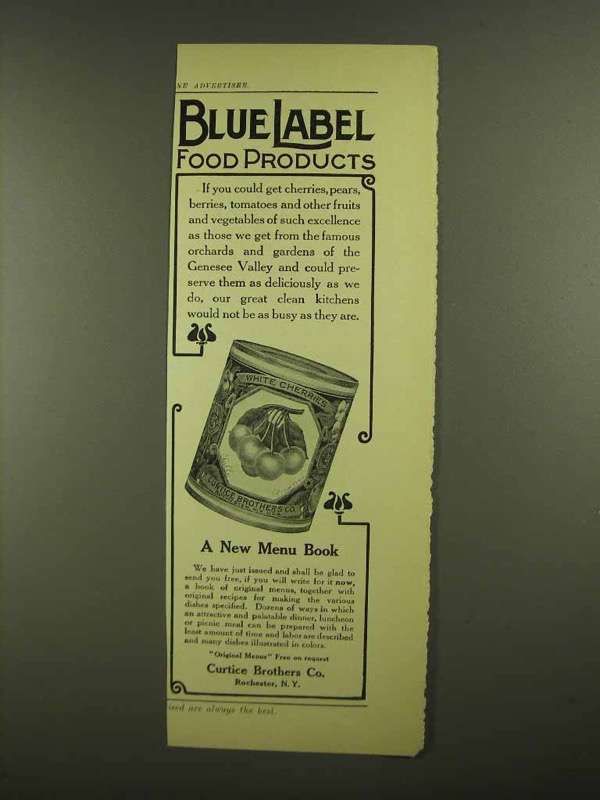 NE ADVERTISER.
BLUE LABEL
FOOD PRODUCTS
If you could get cherries, pears,
berries, tomatoes and other fruits
and vegetables of such excellence
as those we get from the famous
orchards and gardens of the
Genesee Valley and could pre-
serve them as deliciously as we
do, our great clean kitchens
would not be as busy as they are.
WHITE CHERRIES
CURTICE BROTHERS CO.
A New Menu Book
We have just issued and shall be glad to
send you free, if you will write for it now,
a book of original menus, together with
original recipes for making the various
dishes specified. Dozens of ways in which
an attractive and palatable dinner, luncheon
or picnic meal can be prepared with the
least amount of time and labor are described
and many dishes illustrated in colors.
"Original Menus" Free on request
Curtice Brothers Co.
Rochester, N. Y.
ised are always the best.